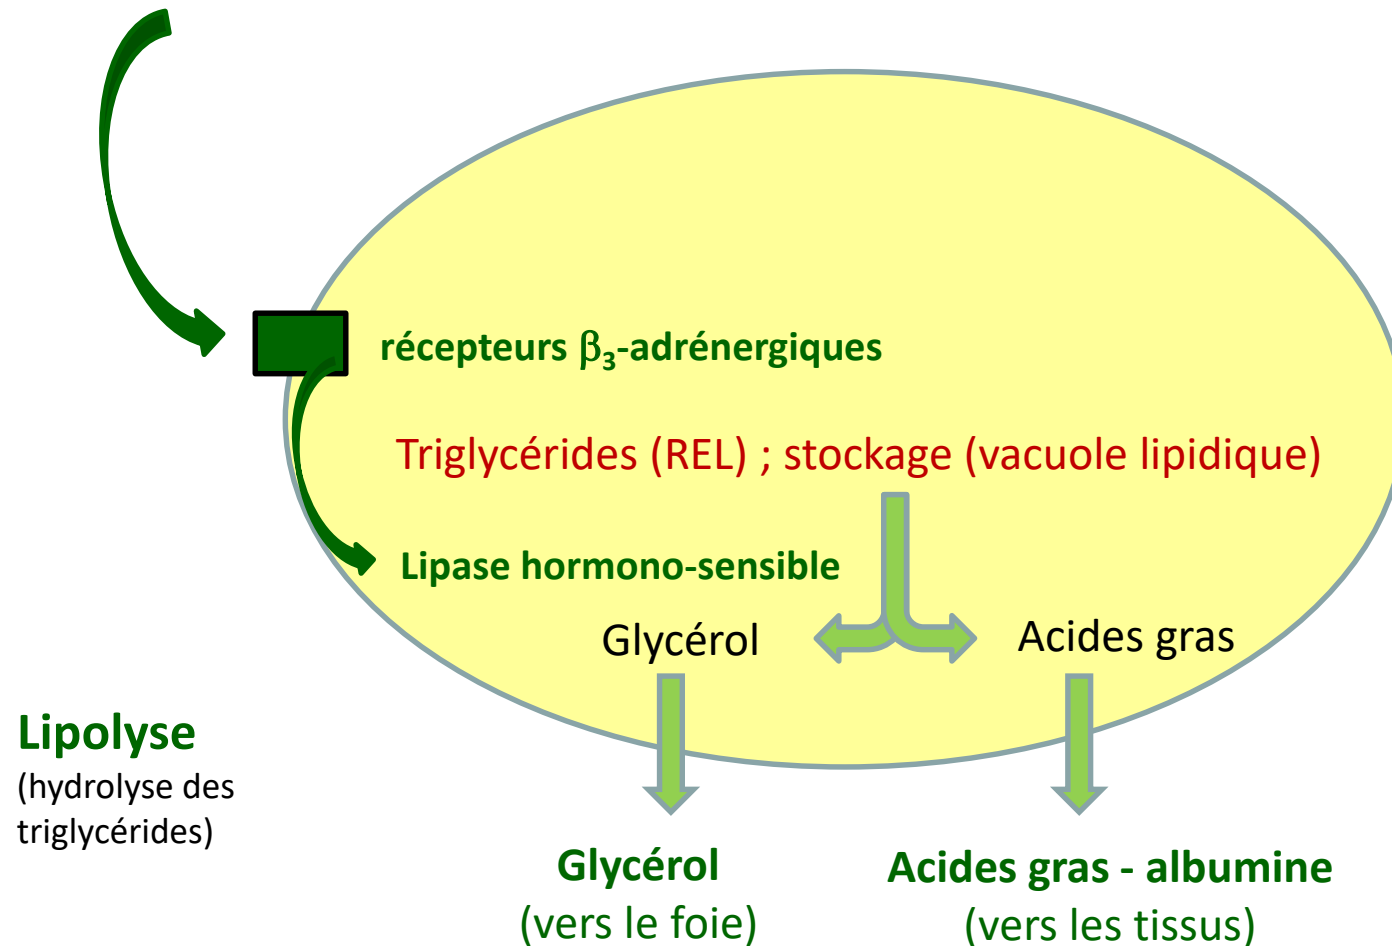 récepteurs β₃-adrénergiques
Triglycérides (REL) ; stockage (vacuole lipidique)
Lipase hormono-sensible
Glycérol
Acides gras
Lipolyse
(hydrolyse des
triglycérides)
Glycérol
(vers le foie)
Acides gras - albumine
(vers les tissus)